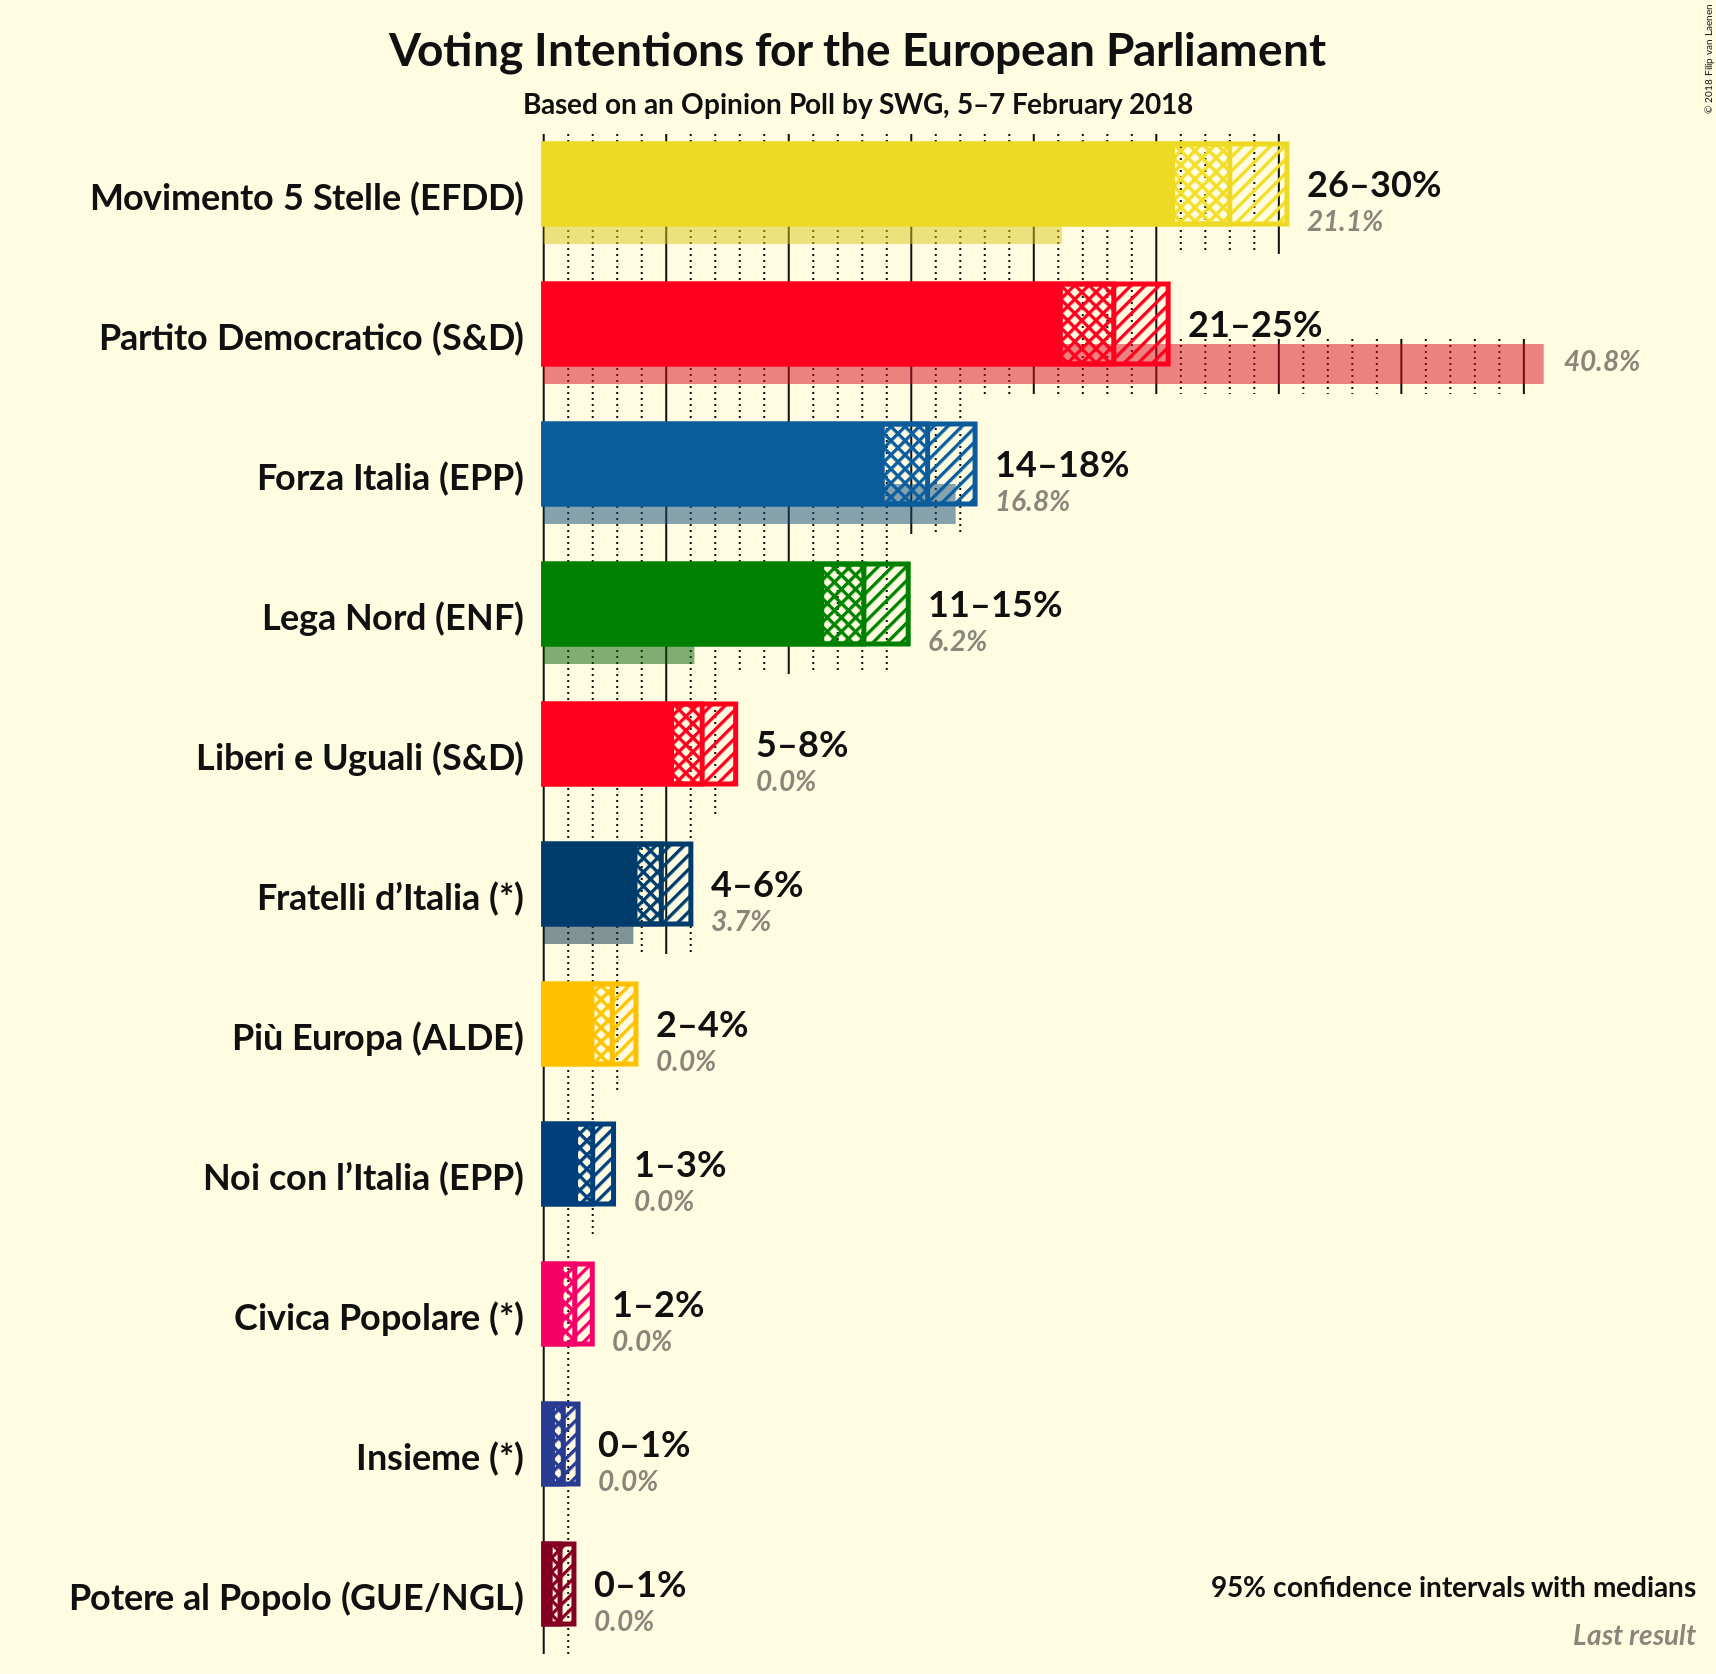 Voting Intentions for the European Parliament
Based on an Opinion Poll by SWG, 5–7 February 2018
© 2018 Filip van Laenen
Movimento 5 Stelle (EFDD)
26–30%
21.1%
Partito Democratico (S&D)
21–25%
40.8%
Forza Italia (EPP)
14–18%
16.8%
Lega Nord (ENF)
11–15%
6.2%
Liberi e Uguali (S&D)
5–8%
0.0%
Fratelli d’Italia (*)
4–6%
3.7%
Più Europa (ALDE)
2–4%
0.0%
Noi con l’Italia (EPP)
1–3%
0.0%
Civica Popolare (*)
1–2%
0.0%
Insieme (*)
0–1%
0.0%
Potere al Popolo (GUE/NGL)
0–1%
0.0%
95% confidence intervals with medians
Last result